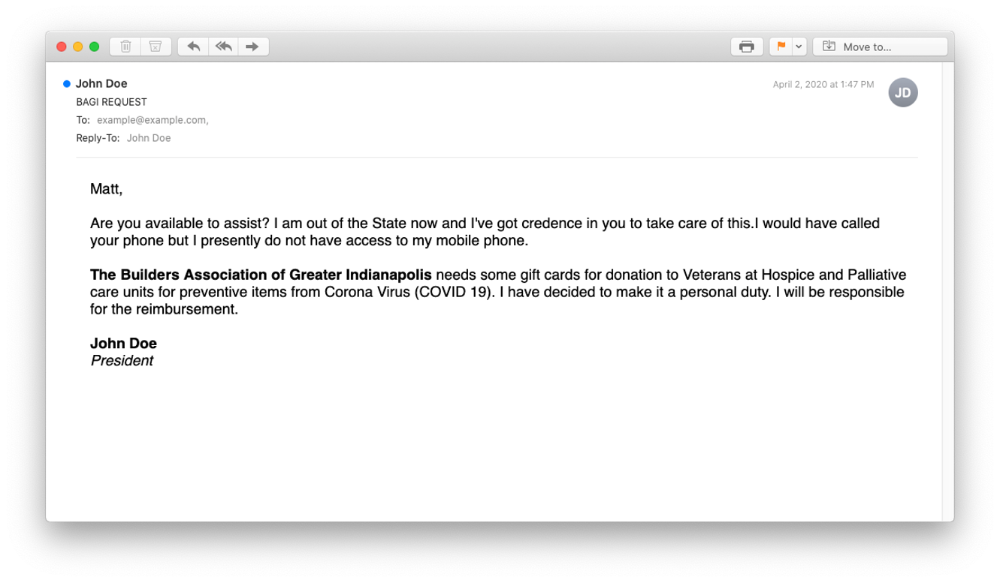 Move to...
John Doe
April 2, 2020 at 1:47 PM
JD
BAGI REQUEST
To: example@example.com,
Reply-To: John Doe
Matt,
Are you available to assist? I am out of the State now and I've got credence in you to take care of this.I would have called
your phone but I presently do not have access to my mobile phone.
The Builders Association of Greater Indianapolis needs some gift cards for donation to Veterans at Hospice and Palliative
care units for preventive items from Corona Virus (COVID 19). I have decided to make it a personal duty. I will be responsible
for the reimbursement.
John Doe
President